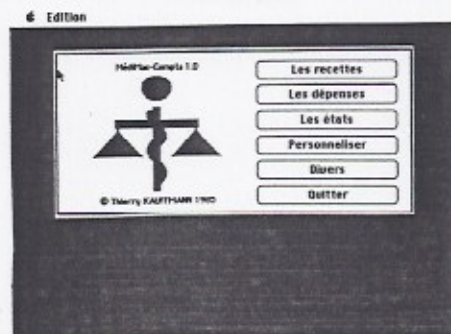 Edition
MédiMac-Compta 1.0
Les recettes
Les dépenses
Les états
Personnaliser
Divers
Quitter
© Thierry KAUFFMANN 1985